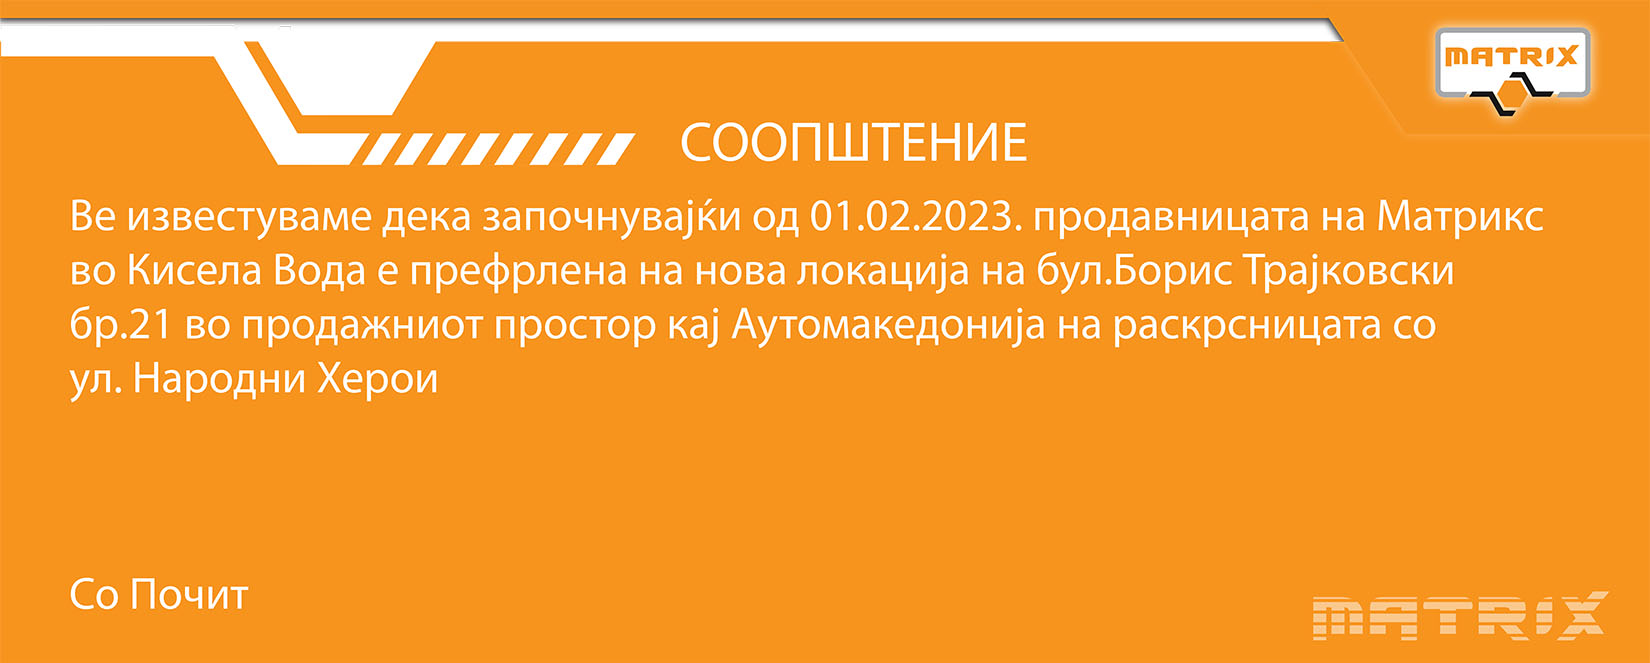 MATRIX
СООПШТЕНИЕ
Ве известуваме дека започнувајќи од 01.02.2023. продавницата на Матрикс
во Кисела Вода е префрлена на нова локација на бул.Борис Трајковски
бр.21 во продажниот простор кај Аутомакедонија на раскрсницата со
ул. Народни Херои
Со Почит
MATRIX